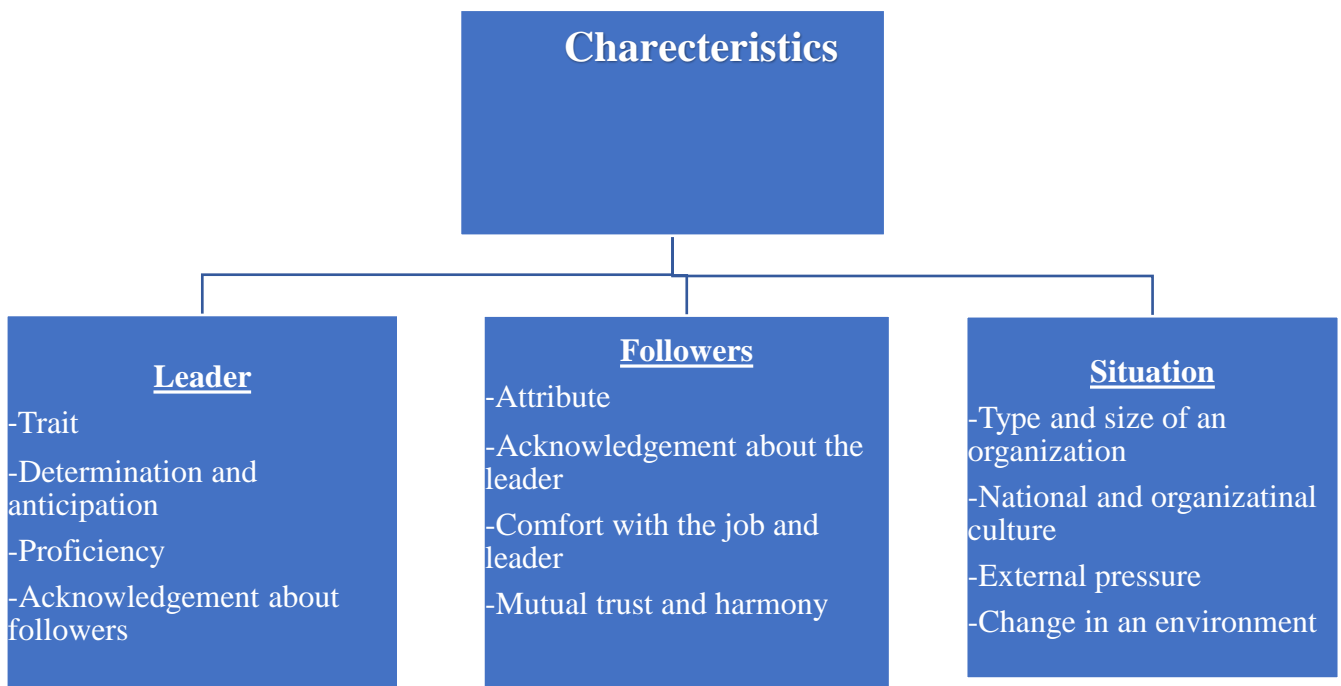 Charecteristics
Leader
-Trait
-Determination and
anticipation
-Proficiency
-Acknowledgement about
followers
Followers
-Attribute
-Acknowledgement about the
leader
-Comfort with the job and
leader
-Mutual trust and harmony
Situation
-Type and size of an
organization
-National and organizatinal
culture
-External pressure
-Change in an environment